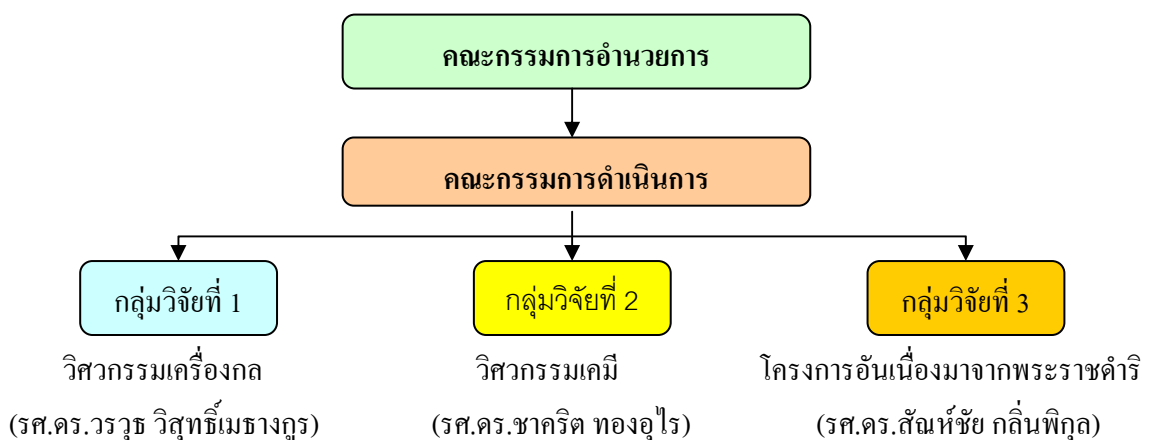 คณะกรรมการอำนวยการ
คณะกรรมการดำเนินการ
กลุ่มวิจัยที่ 1
กลุ่มวิจัยที่ 2
กลุ่มวิจัยที่ 3
วิศวกรรมเครื่องกล
วิศวกรรมเคมี
โครงการอันเนื่องมาจากพระราชดำริ
(รศ.ดร.วรวุธ วิสุทธิ์เมธางกูร)
(รศ.ดร.ชาคริต ทองอุไร)
(รศ.ดร.สัณห์ชัย กลิ่นพิกุล)